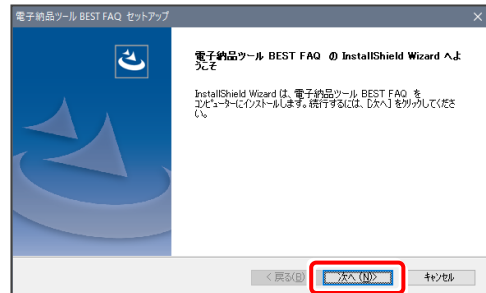 電子納品ツール BEST FAQ セットアップ
電子納品ツール BEST FAQ の InstallShield Wizard へよ
うこそ
InstallShield Wizard は、電子納品ツール BEST FAQ を
コンピューターにインストールします。続行するには、[次へ] をクリックしてくださ
い。
< 戻る(B)
次へ(N)>
キャンセル